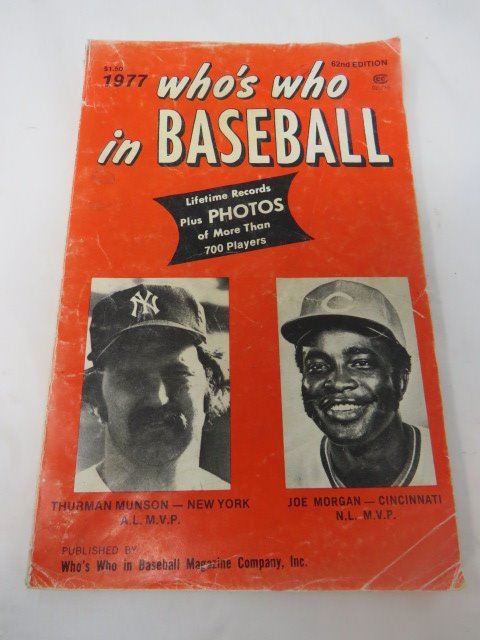 $1.50
62nd EDITION
1977 who's who
in BASEBALL
Lifetime Records
Plus PHOTOS
of More Than
700 Players
NY
C
THURMAN MUNSON — NEW YORK
A.L. M.V.P.
JOE MORGAN — CINCINNATI
N.L. M.V.P.
PUBLISHED BY
Who's Who in Baseball Magazine Company, Inc.